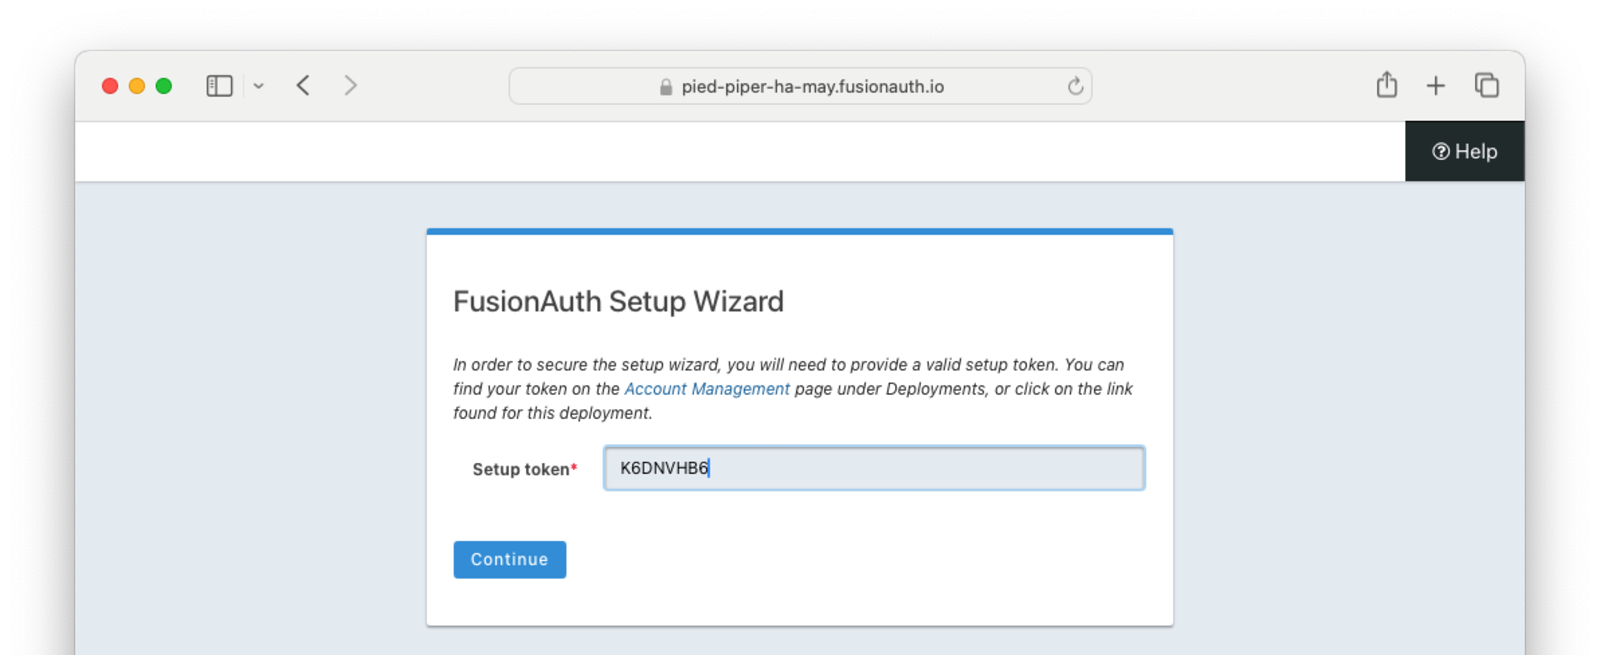 pied-piper-ha-may.fusionauth.io
Help
FusionAuth Setup Wizard
In order to secure the setup wizard, you will need to provide a valid setup token. You can
find your token on the Account Management page under Deployments, or click on the link
found for this deployment.
Setup token* K6DNVHB6
Continue